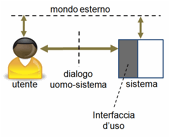 mondo esterno
utente
dialogo
uomo-sistema
sistema
Interfaccia
d'uso